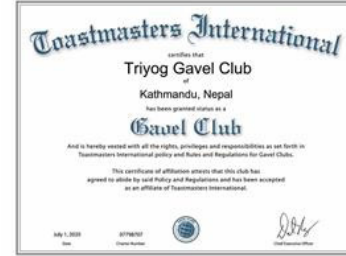 Toastmasters International
certifies that
Triyog Gavel Club
of
Kathmandu, Nepal
has been granted status as a
Gavel Club
And is hereby vested with all the rights, privileges and responsibilities as set forth in
Toastmasters International policy and Rules and Regulations for Gavel Clubs.
This certificate of affiliation attests that this club has
agreed to abide by said Policy and Regulations and has been accepted
as an affiliate of Toastmasters International.
July 1, 2020
Date
Charter Number
Chief Executive Officer